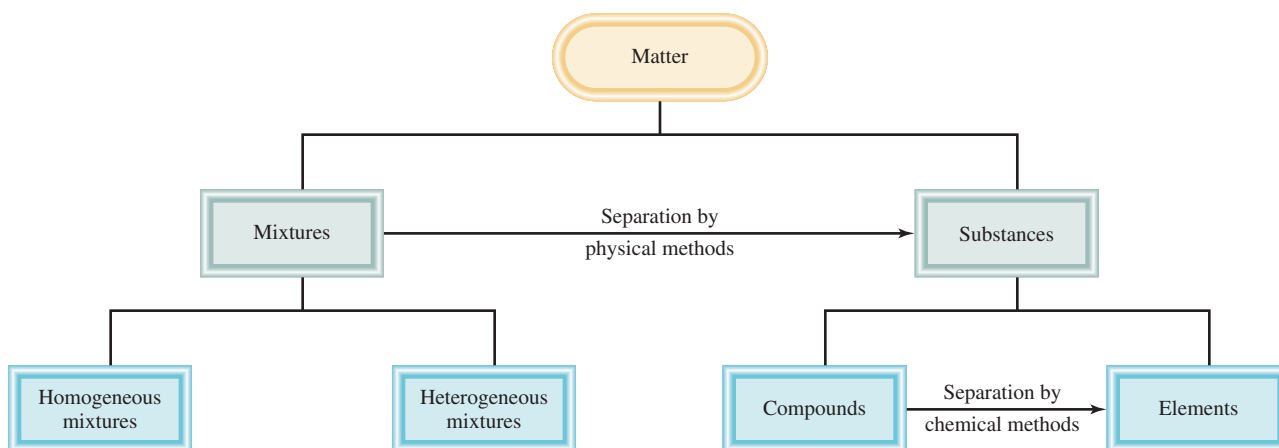 Matter
Mixtures
Separation by
physical methods
Substances
Homogeneous
mixtures
Heterogeneous
mixtures
Compounds
Separation by
chemical methods
Elements